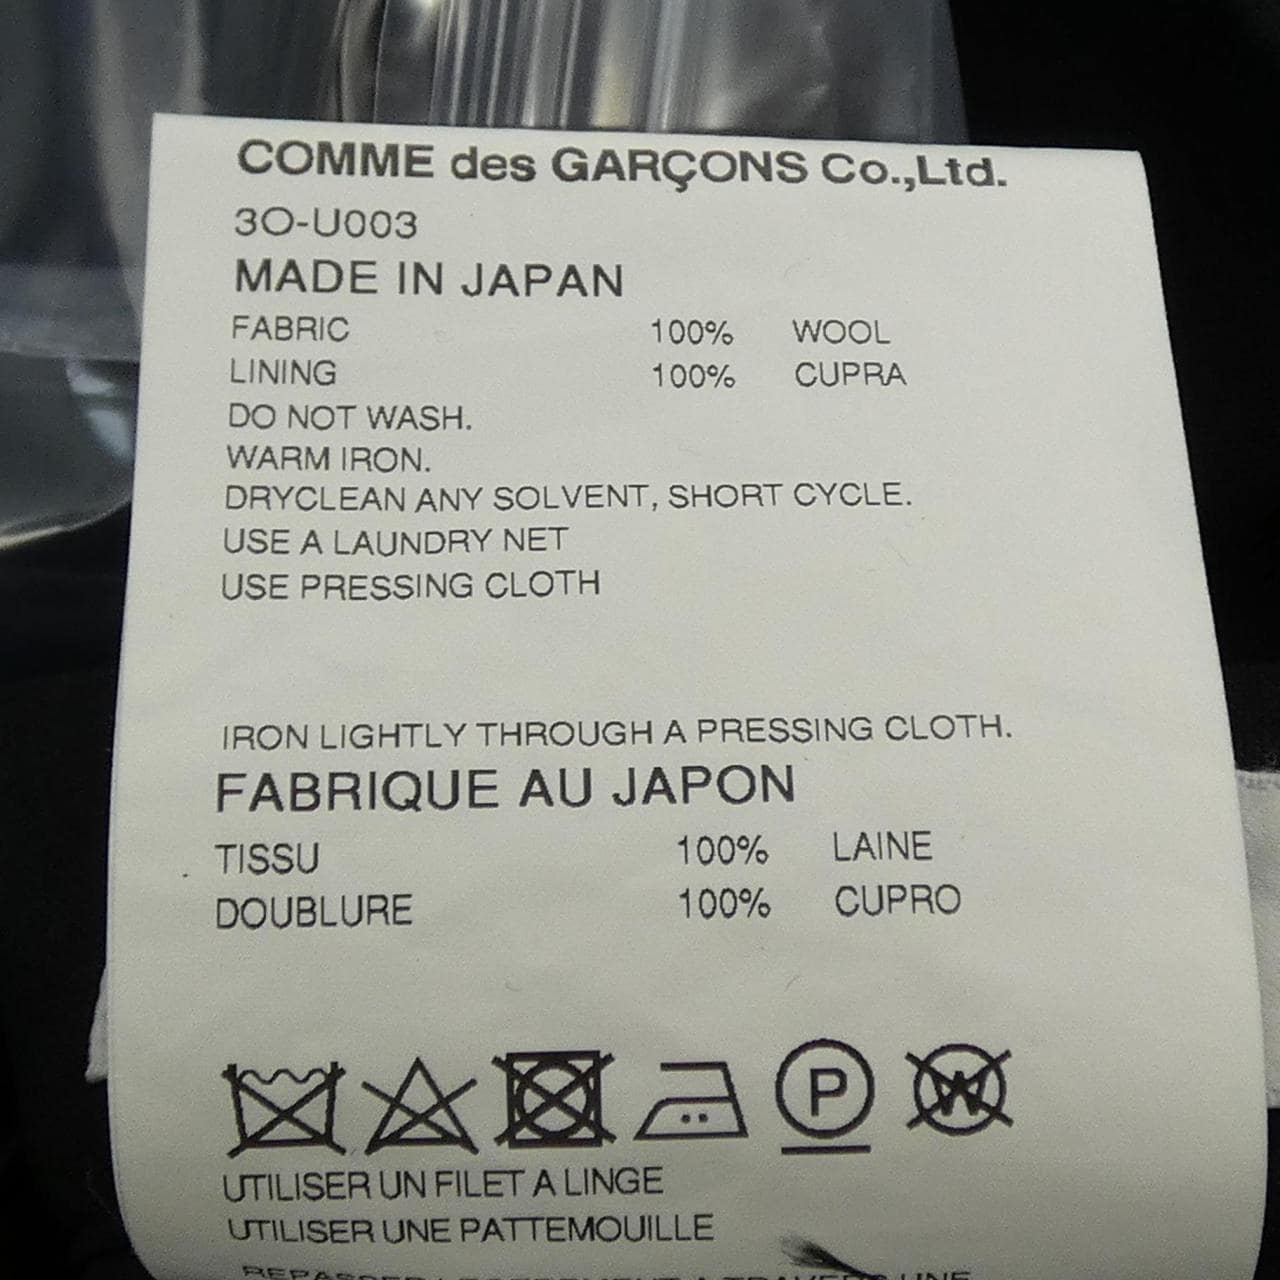 COMME des GARÇONS Co.,Ltd.
3O-U003
MADE IN JAPAN
FABRIC 100% WOOL
LINING 100% CUPRA
DO NOT WASH.
WARM IRON.
DRYCLEAN ANY SOLVENT, SHORT CYCLE.
USE A LAUNDRY NET
USE PRESSING CLOTH
IRON LIGHTLY THROUGH A PRESSING CLOTH.
FABRIQUE AU JAPON
TISSU 100% LAINE
DOUBLURE 100% CUPRO
P W
UTILISER UN FILET A LINGE
UTILISER UNE PATTEMOUILLE